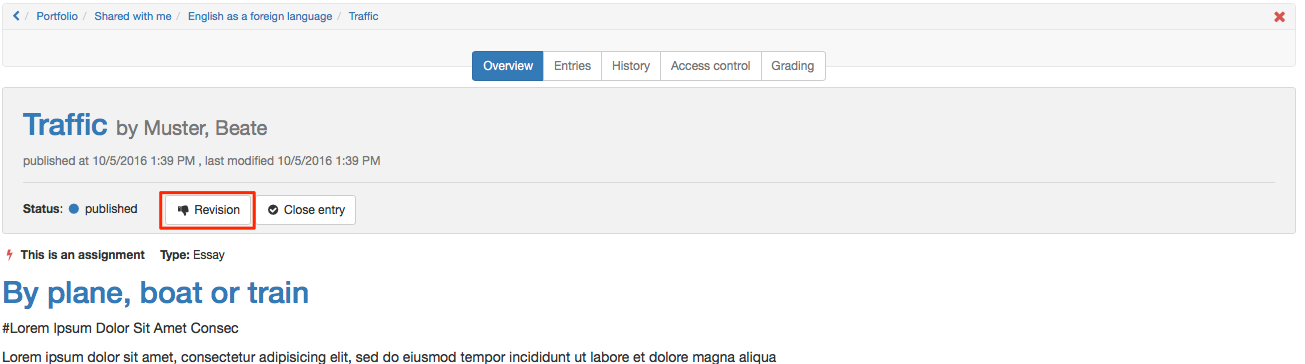 Portfolio / Shared with me / English as a foreign language / Traffic
Overview Entries History Access control Grading
Traffic by Muster, Beate
published at 10/5/2016 1:39 PM , last modified 10/5/2016 1:39 PM
Status: published Revision Close entry
This is an assignment Type: Essay
By plane, boat or train
#Lorem Ipsum Dolor Sit Amet Consec
Lorem ipsum dolor sit amet, consectetur adipisicing elit, sed do eiusmod tempor incididunt ut labore et dolore magna aliqua